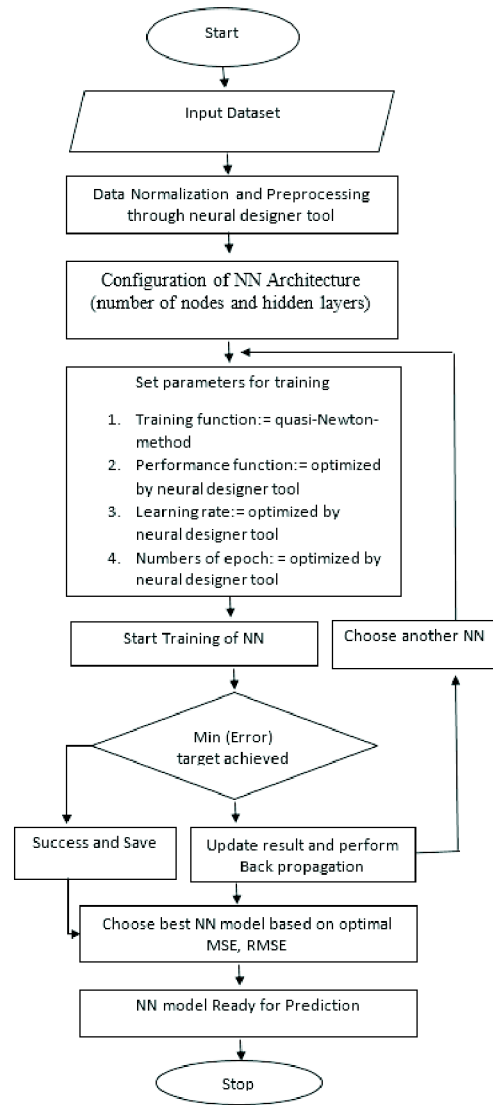 Start
Input Dataset
Data Normalization and Preprocessing
through neural designer tool
Configuration of NN Architecture
(number of nodes and hidden layers)
Set parameters for training
1. Training function:= quasi-Newton-
method
2. Performance function:= optimized
by neural designer tool
3. Learning rate:= optimized by
neural designer tool
4. Numbers of epoch: = optimized by
neural designer tool
Start Training of NN
Choose another NN
Min (Error)
target achieved
Success and Save
Update result and perform
Back propagation
Choose best NN model based on optimal
MSE, RMSE
NN model Ready for Prediction
Stop